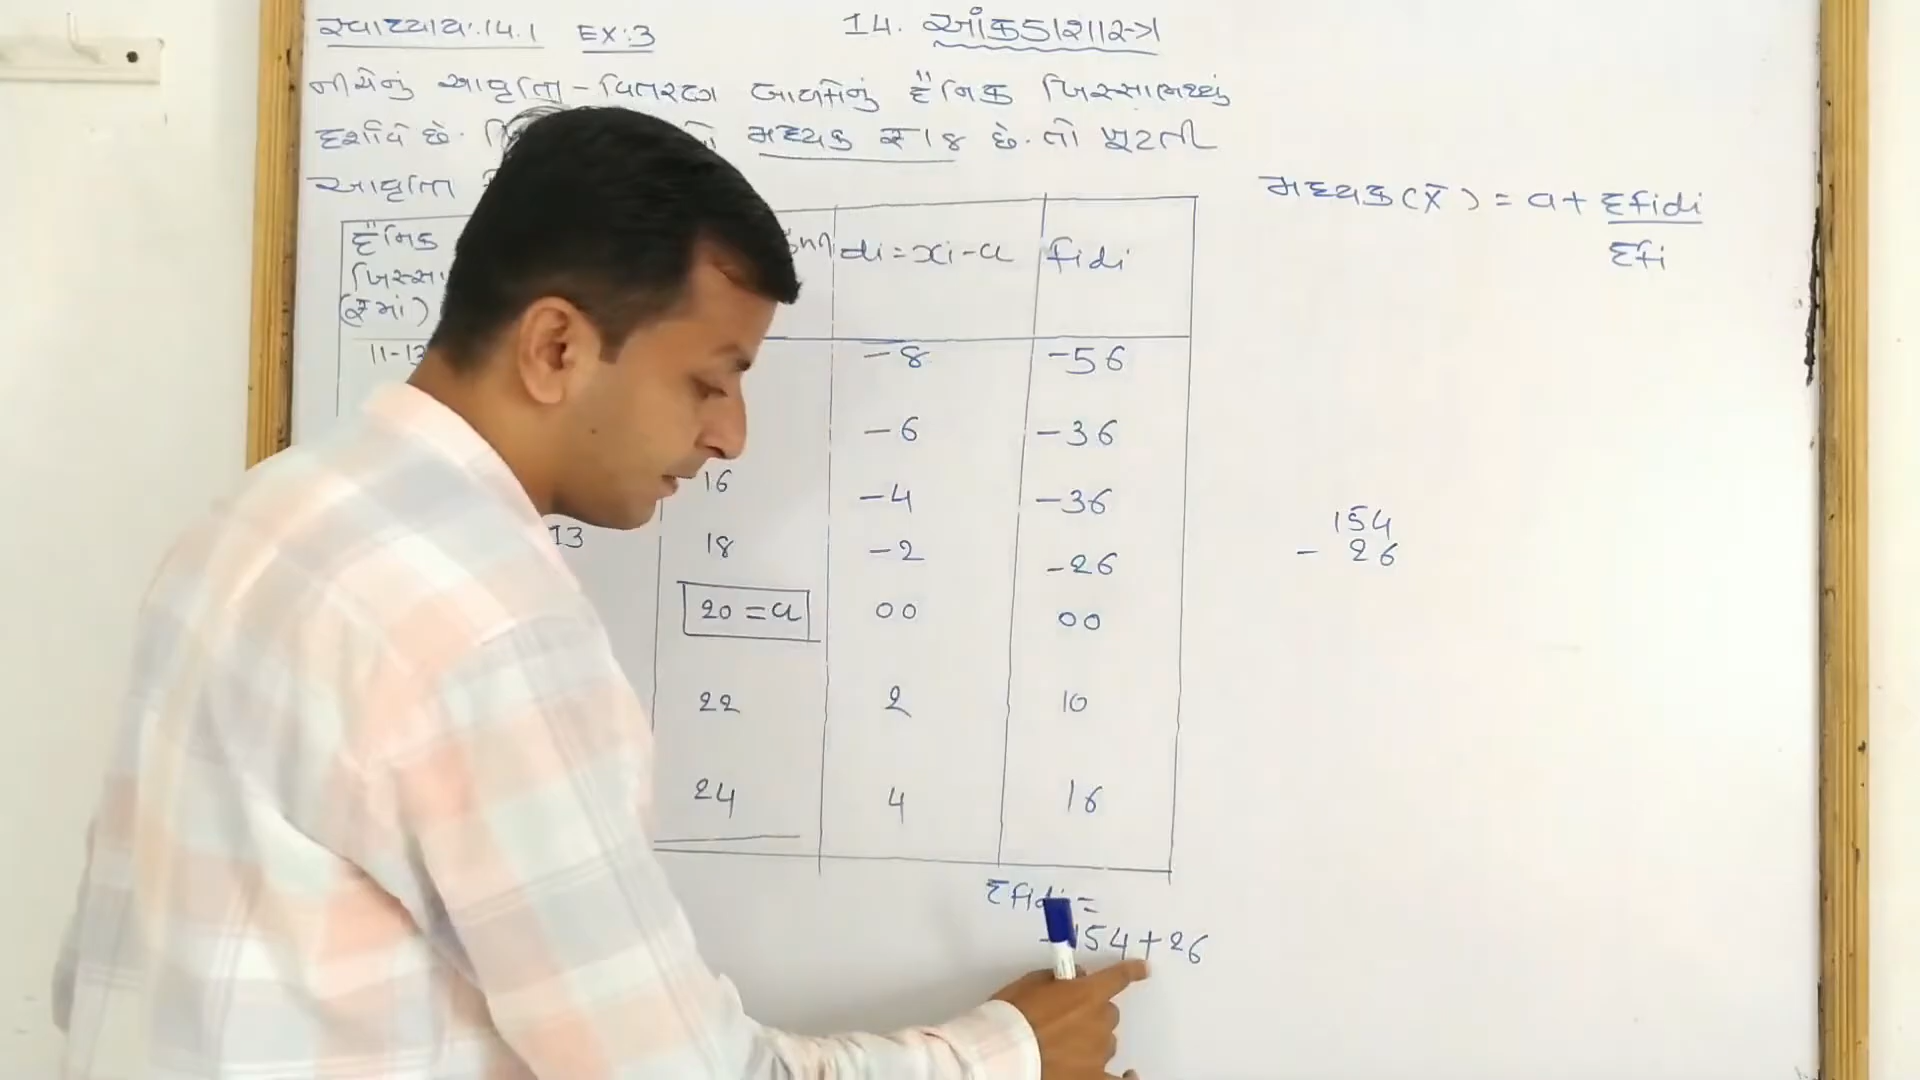 સ્વાધ્યાય:14.1 EX:3 14. આંકડાશાસ્ત્ર
નીચેનું આવૃત્તિ-વિતરણ બાળકોનું દૈનિક ખિસ્સાભથ્થું
દર્શાવે છે. મધ્યક ₹18 છે. તો ખૂટતી
આવૃત્તિ
મધ્યક(x̄) = a + Σfidi
Σfi
દૈનિક di = xi - a fidi
(₹માં)
11-13 -8 -56
-6 -36
16 -4 -36
13 18 -2 -26
20 = a 00 00
22 2 10
24 4 16
154
- 26
Σfidi =
-154+26